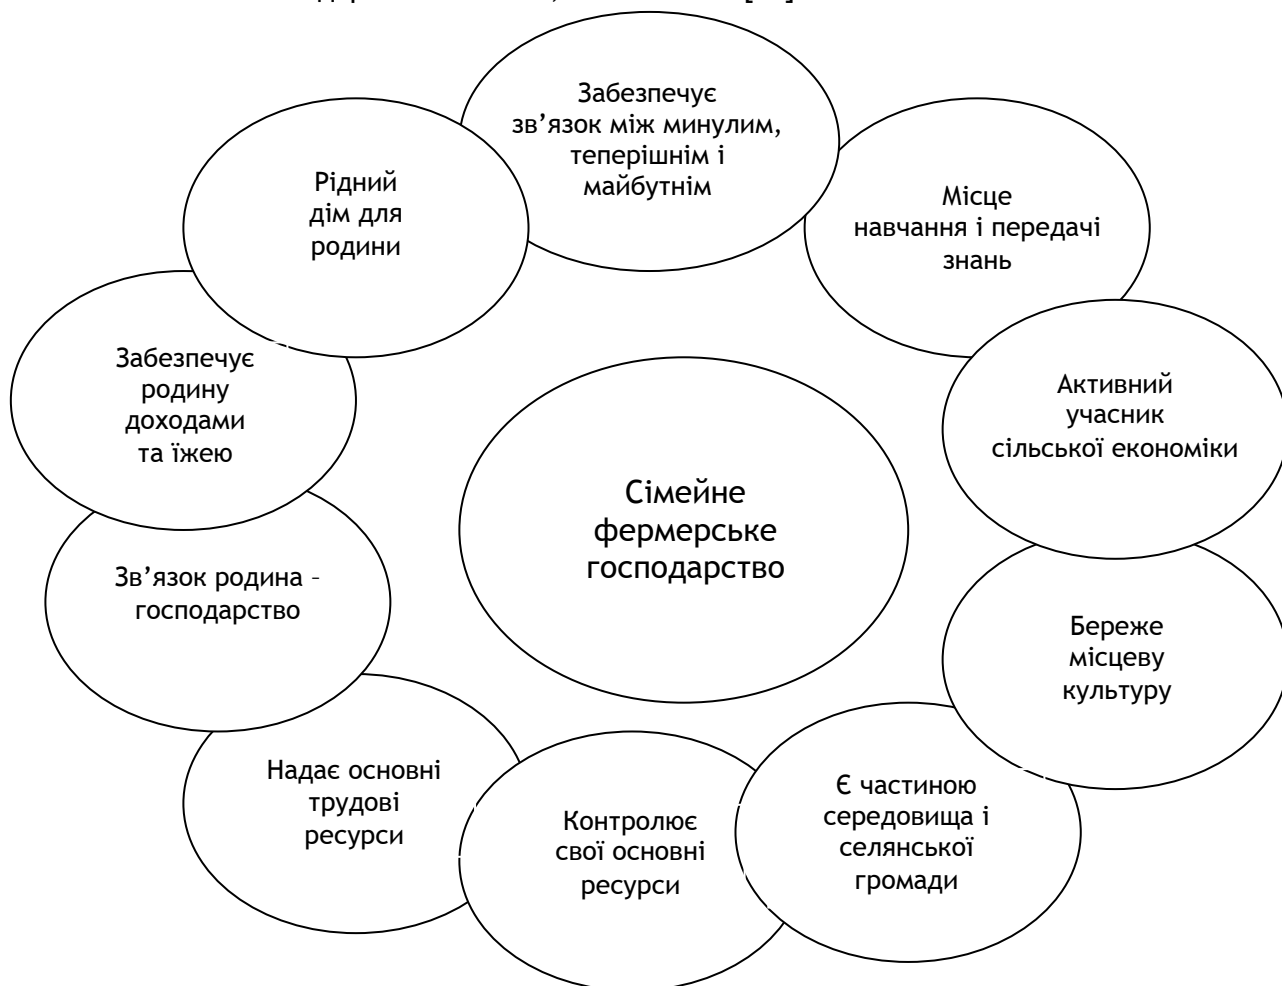 Забезпечує
зв’язок між минулим,
теперішнім і
майбутнім
Рідний
дім для
родини
Місце
навчання і передачі
знань
Забезпечує
родину
доходами
та їжею
Активний
учасник
сільської економіки
Сімейне
фермерське
господарство
Зв’язок родина –
господарство
Береже
місцеву
культуру
Надає основні
трудові
ресурси
Контролює
свої основні
ресурси
Є частиною
середовища і
селянської
громади